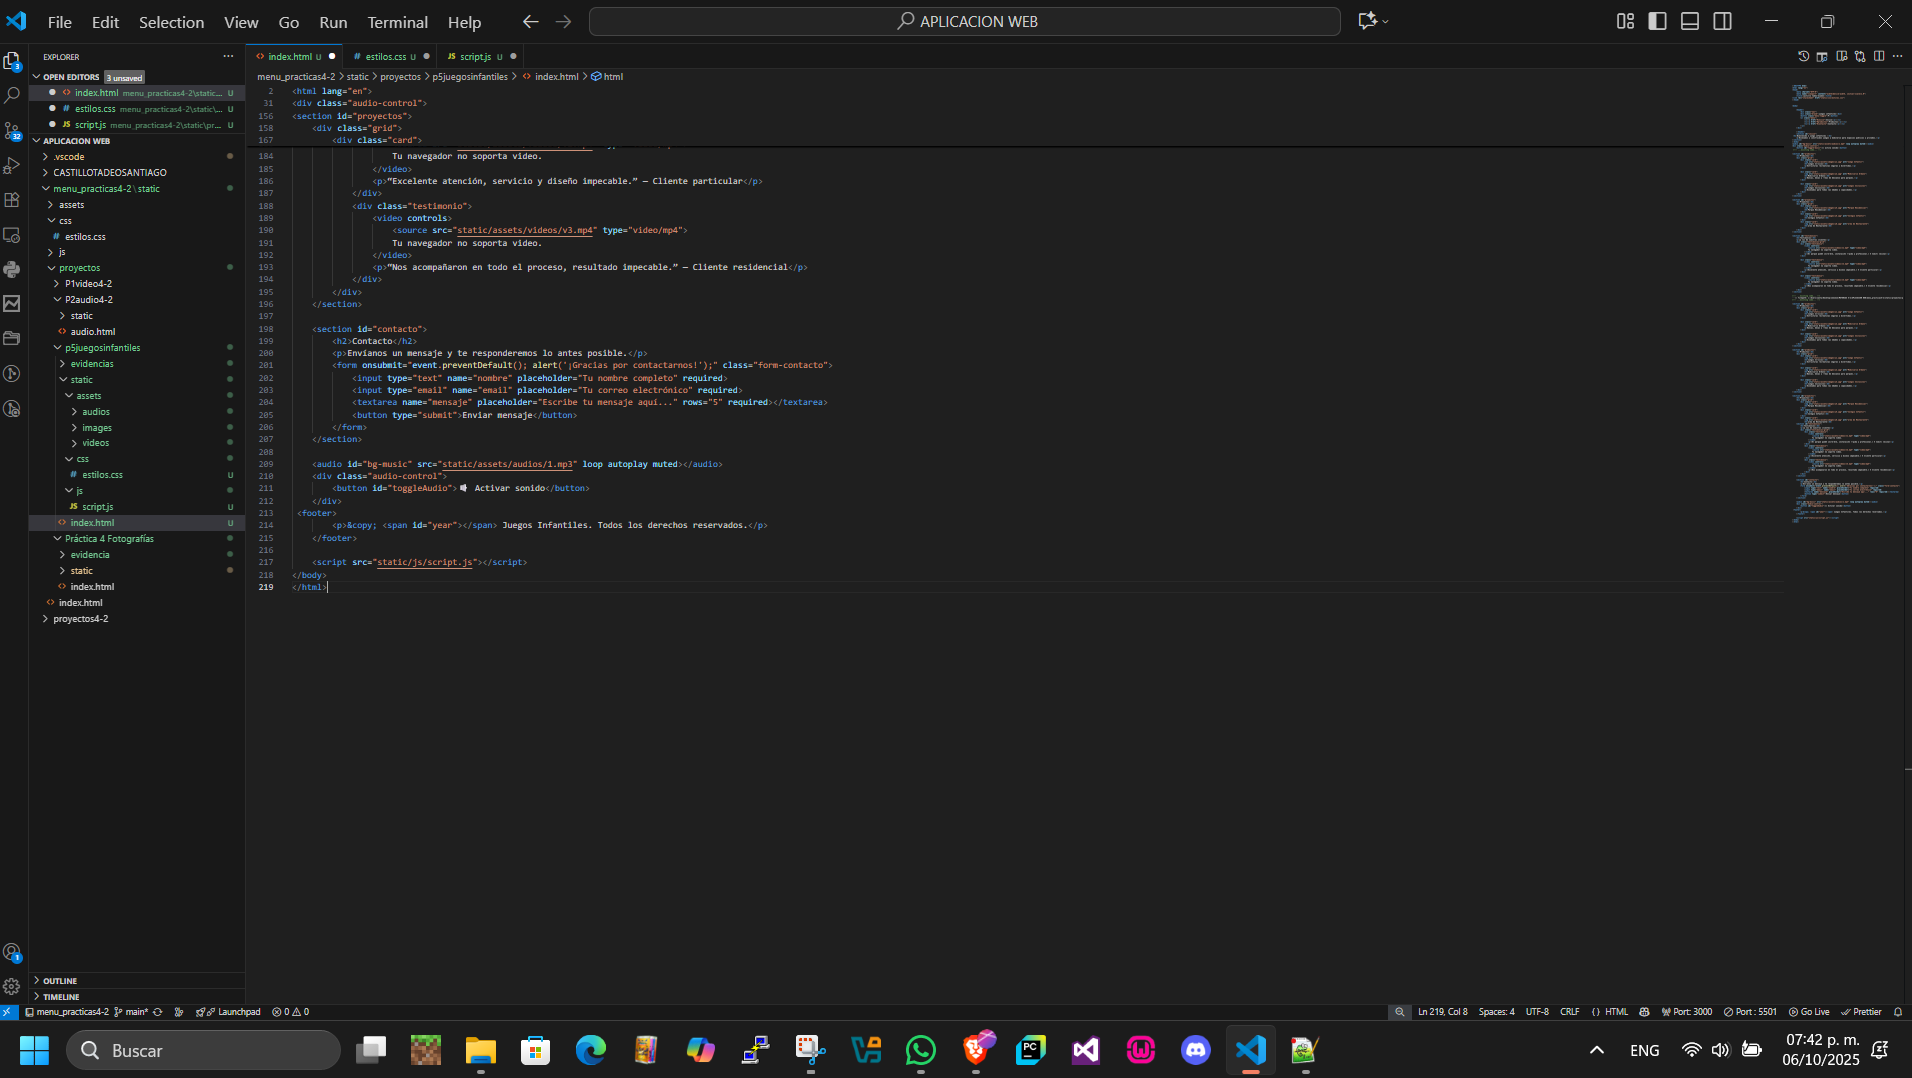 File Edit Selection View Go Run Terminal Help
APLICACION WEB
EXPLORER
OPEN EDITORS 3 unsaved
index.html menu_practicas4-2\static... U
estilos.css menu_practicas4-2\static\... U
script.js menu_practicas4-2\static\pr... U
APLICACION WEB
.vscode
CASTILLOTADEOSANTIAGO
menu_practicas4-2\static
assets
css
estilos.css
js
proyectos
P1video4-2
P2audio4-2
static
audio.html
p5juegosinfantiles
evidencias
static
assets
audios
images
videos
css
estilos.css U
js
script.js U
index.html U
Práctica 4 Fotografías
evidencia
static
index.html
index.html
proyectos4-2
OUTLINE
TIMELINE
index.html U estilos.css U script.js U
menu_practicas4-2 > static > proyectos > p5juegosinfantiles > index.html > html
2 <html lang="en">
31 <div class="audio-control">
156 <section id="proyectos">
158 <div class="grid">
167 <div class="card">
184 Tu navegador no soporta video.
185 </video>
186 <p>“Excelente atención, servicio y diseño impecable.” — Cliente particular</p>
187 </div>
188 <div class="testimonio">
189 <video controls>
190 <source src="static/assets/videos/v3.mp4" type="video/mp4">
191 Tu navegador no soporta video.
192 </video>
193 <p>“Nos acompañaron en todo el proceso, resultado impecable.” — Cliente residencial</p>
194 </div>
195 </div>
196 </section>
197
198 <section id="contacto">
199 <h2>Contacto</h2>
200 <p>Envíanos un mensaje y te responderemos lo antes posible.</p>
201 <form onsubmit="event.preventDefault(); alert('¡Gracias por contactarnos!');" class="form-contacto">
202 <input type="text" name="nombre" placeholder="Tu nombre completo" required>
203 <input type="email" name="email" placeholder="Tu correo electrónico" required>
204 <textarea name="mensaje" placeholder="Escribe tu mensaje aquí..." rows="5" required></textarea>
205 <button type="submit">Enviar mensaje</button>
206 </form>
207 </section>
208
209 <audio id="bg-music" src="static/assets/audios/1.mp3" loop autoplay muted></audio>
210 <div class="audio-control">
211 <button id="toggleAudio">🔊 Activar sonido</button>
212 </div>
213 <footer>
214 <p>&copy; <span id="year"></span> Juegos Infantiles. Todos los derechos reservados.</p>
215 </footer>
216
217 <script src="static/js/script.js"></script>
218 </body>
219 </html>
menu_practicas4-2 main* Launchpad 0 0
Ln 219, Col 8 Spaces: 4 UTF-8 CRLF {} HTML Port: 3000 Port : 5501 Go Live Prettier
Buscar
ENG
07:42 p. m.
06/10/2025